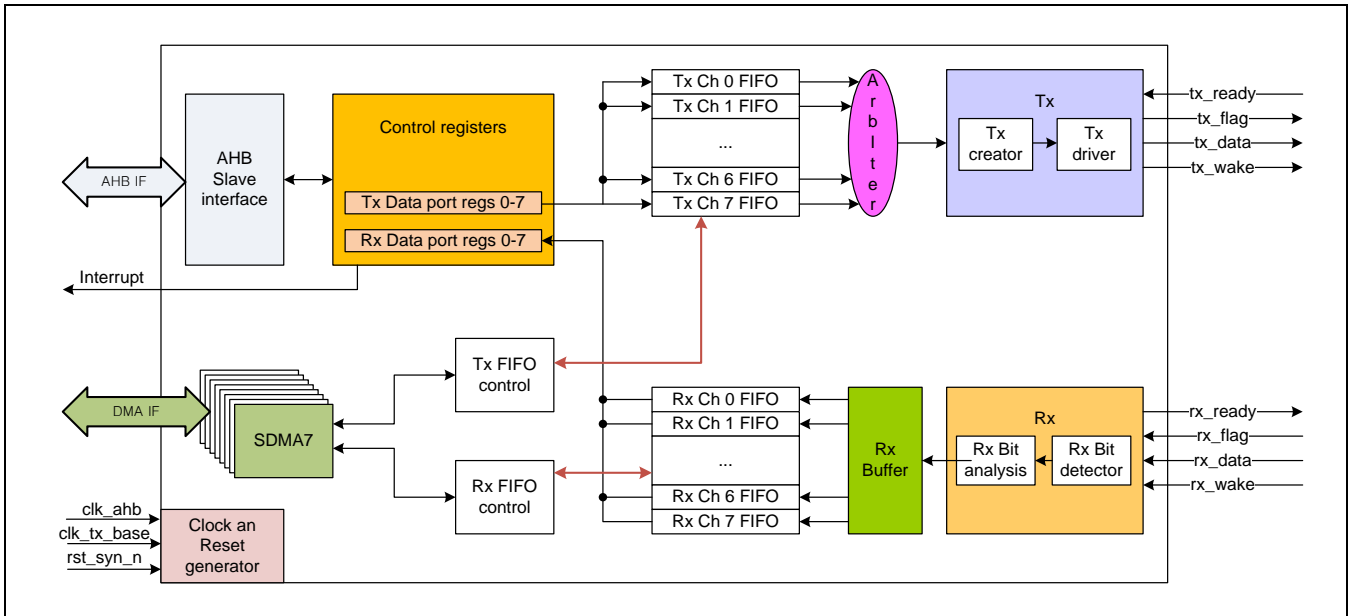 AHB IF
AHB
Slave
interface
Control registers
Tx Data port regs 0-7
Rx Data port regs 0-7
Interrupt
Tx Ch 0 FIFO
Tx Ch 1 FIFO
...
Tx Ch 6 FIFO
Tx Ch 7 FIFO
A
r
b
I
t
e
r
Tx
Tx
creator
Tx
driver
tx_ready
tx_flag
tx_data
tx_wake
DMA IF
SDMA7
Tx FIFO
control
Rx FIFO
control
Rx Ch 0 FIFO
Rx Ch 1 FIFO
...
Rx Ch 6 FIFO
Rx Ch 7 FIFO
Rx
Buffer
Rx
Rx Bit
analysis
Rx Bit
detector
rx_ready
rx_flag
rx_data
rx_wake
clk_ahb
clk_tx_base
rst_syn_n
Clock an
Reset
generator